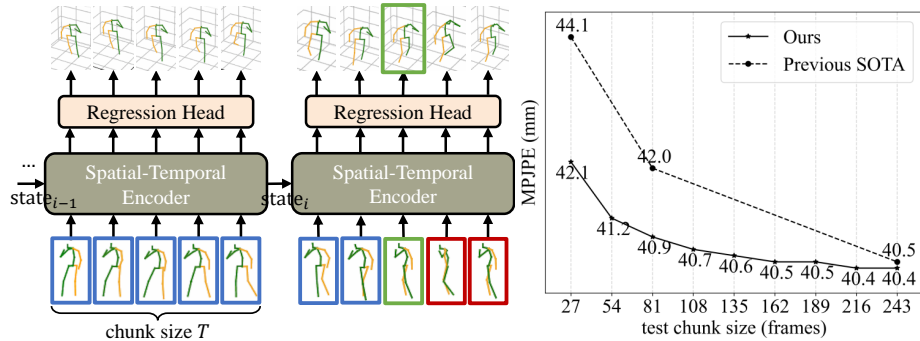 Regression Head
Regression Head
...
Spatial-Temporal
Encoder
Spatial-Temporal
Encoder
state_{i−1}
state_i
chunk size T
44.1
42.0
40.5
42.1
41.2
40.9
40.7
40.6
40.5
40.5
40.4
40.4
Ours
Previous SOTA
MPJPE (mm)
27 54 81 108 135 162 189 216 243
test chunk size (frames)